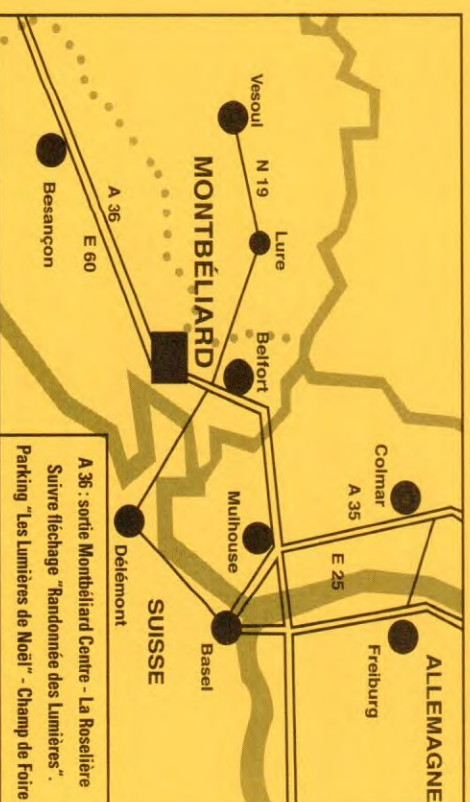 ALLEMAGNE
Colmar
Freiburg
A 35
E 25
Lure
Belfort
N 19
Vesoul
Mulhouse
MONTBÉLIARD
Basel
SUISSE
Délémont
A 36
E 60
Besançon
A 36 : sortie Montbéliard Centre - La Roselière
Suivre fléchage "Randonnée des Lumières".
Parking "Les Lumières de Noël" - Champ de Foire